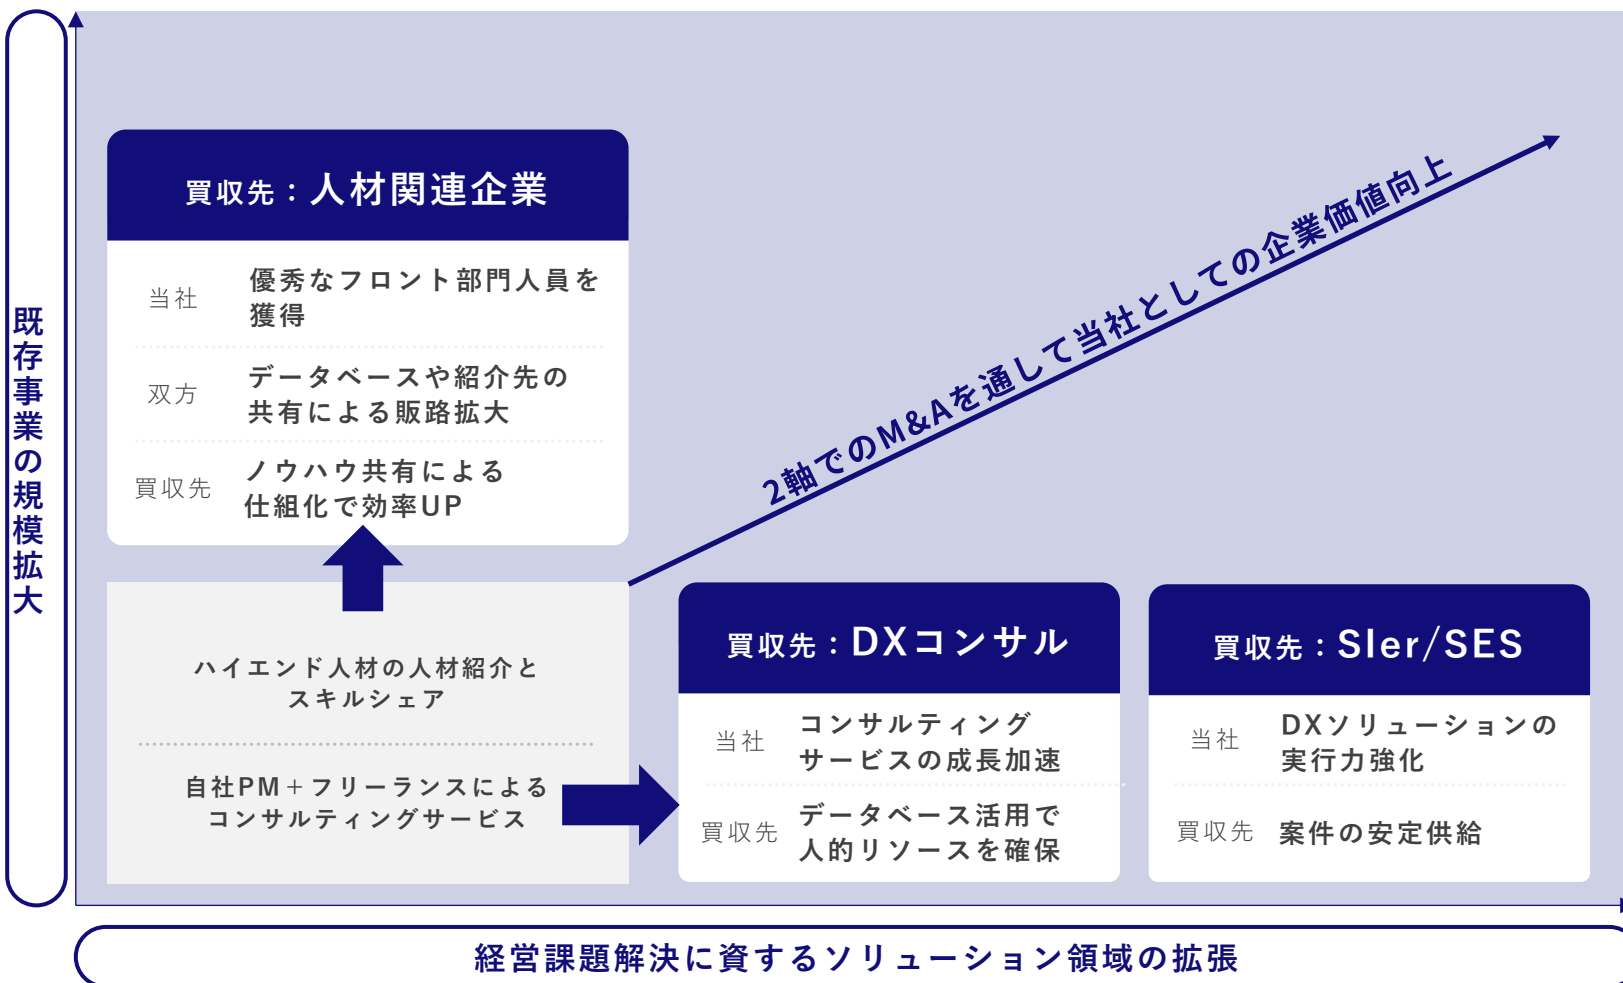 既存事業の規模拡大
買収先：人材関連企業
当社
優秀なフロント部門人員を
獲得
双方
データベースや紹介先の
共有による販路拡大
買収先
ノウハウ共有による
仕組化で効率UP
2軸でのM&Aを通して当社としての企業価値向上
ハイエンド人材の人材紹介と
スキルシェア
自社PM＋フリーランスによる
コンサルティングサービス
買収先：DXコンサル
当社
コンサルティング
サービスの成長加速
買収先
データベース活用で
人的リソースを確保
買収先：SIer/SES
当社
DXソリューションの
実行力強化
買収先
案件の安定供給
経営課題解決に資するソリューション領域の拡張